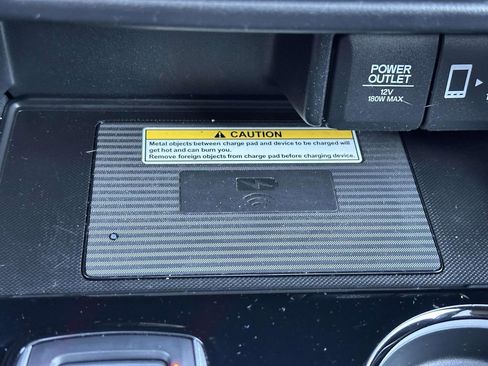 POWER
OUTLET
12V
180W MAX
CAUTION
Metal objects between charge pad and device to be charged will
get hot and can burn you.
Remove foreign objects from charge pad before charging device.